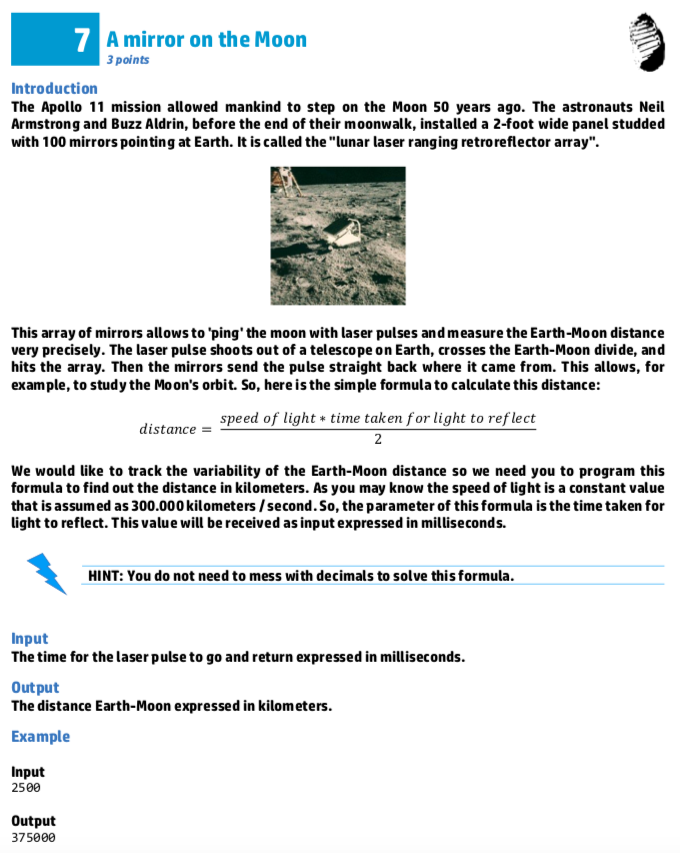 7 A mirror on the Moon
3 points
Introduction
The Apollo 11 mission allowed mankind to step on the Moon 50 years ago. The astronauts Neil
Armstrong and Buzz Aldrin, before the end of their moonwalk, installed a 2-foot wide panel studded
with 100 mirrors pointing at Earth. It is called the "lunar laser ranging retroreflector array".
This array of mirrors allows to 'ping' the moon with laser pulses and measure the Earth-Moon distance
very precisely. The laser pulse shoots out of a telescope on Earth, crosses the Earth-Moon divide, and
hits the array. Then the mirrors send the pulse straight back where it came from. This allows, for
example, to study the Moon's orbit. So, here is the simple formula to calculate this distance:
distance = speed of light * time taken for light to reflect
2
We would like to track the variability of the Earth-Moon distance so we need you to program this
formula to find out the distance in kilometers. As you may know the speed of light is a constant value
that is assumed as 300.000 kilometers / second. So, the parameter of this formula is the time taken for
light to reflect. This value will be received as input expressed in milliseconds.
HINT: You do not need to mess with decimals to solve this formula.
Input
The time for the laser pulse to go and return expressed in milliseconds.
Output
The distance Earth-Moon expressed in kilometers.
Example
Input
2500
Output
375000